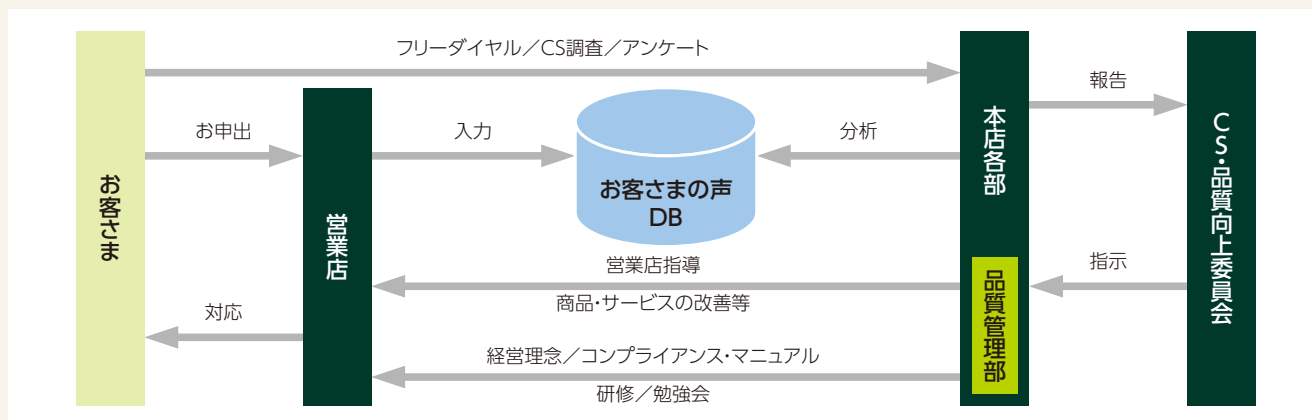 フリーダイヤル／CS調査／アンケート
お客さま
お申出
営業店
入力
お客さまの声
DB
分析
本店各部
報告
CS・品質向上委員会
営業店指導
商品・サービスの改善等
指示
品質管理部
対応
経営理念／コンプライアンス・マニュアル
研修／勉強会